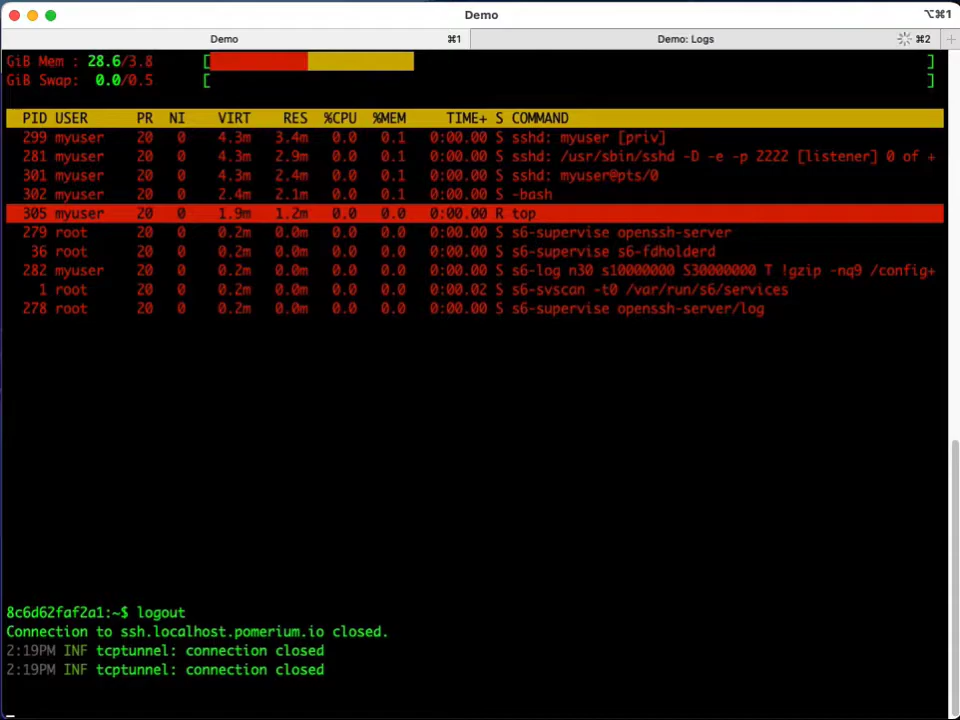 Demo
⌥⌘1
Demo ⌘1 Demo: Logs ⌘2 +
GiB Mem : 28.6/3.8 [ ]
GiB Swap: 0.0/0.5 [ ]
PID USER PR NI VIRT RES %CPU %MEM TIME+ S COMMAND
299 myuser 20 0 4.3m 3.4m 0.0 0.1 0:00.00 S sshd: myuser [priv]
281 myuser 20 0 4.3m 2.9m 0.0 0.1 0:00.00 S sshd: /usr/sbin/sshd -D -e -p 2222 [listener] 0 of +
301 myuser 20 0 4.3m 2.4m 0.0 0.1 0:00.00 S sshd: myuser@pts/0
302 myuser 20 0 2.4m 2.1m 0.0 0.1 0:00.00 S -bash
305 myuser 20 0 1.9m 1.2m 0.0 0.0 0:00.00 R top
279 root 20 0 0.2m 0.0m 0.0 0.0 0:00.00 S s6-supervise openssh-server
36 root 20 0 0.2m 0.0m 0.0 0.0 0:00.00 S s6-supervise s6-fdholderd
282 myuser 20 0 0.2m 0.0m 0.0 0.0 0:00.00 S s6-log n30 s10000000 S30000000 T !gzip -nq9 /config+
1 root 20 0 0.2m 0.0m 0.0 0.0 0:00.02 S s6-svscan -t0 /var/run/s6/services
278 root 20 0 0.2m 0.0m 0.0 0.0 0:00.00 S s6-supervise openssh-server/log
8c6d62faf2a1:~$ logout
Connection to ssh.localhost.pomerium.io closed.
2:19PM INF tcptunnel: connection closed
2:19PM INF tcptunnel: connection closed